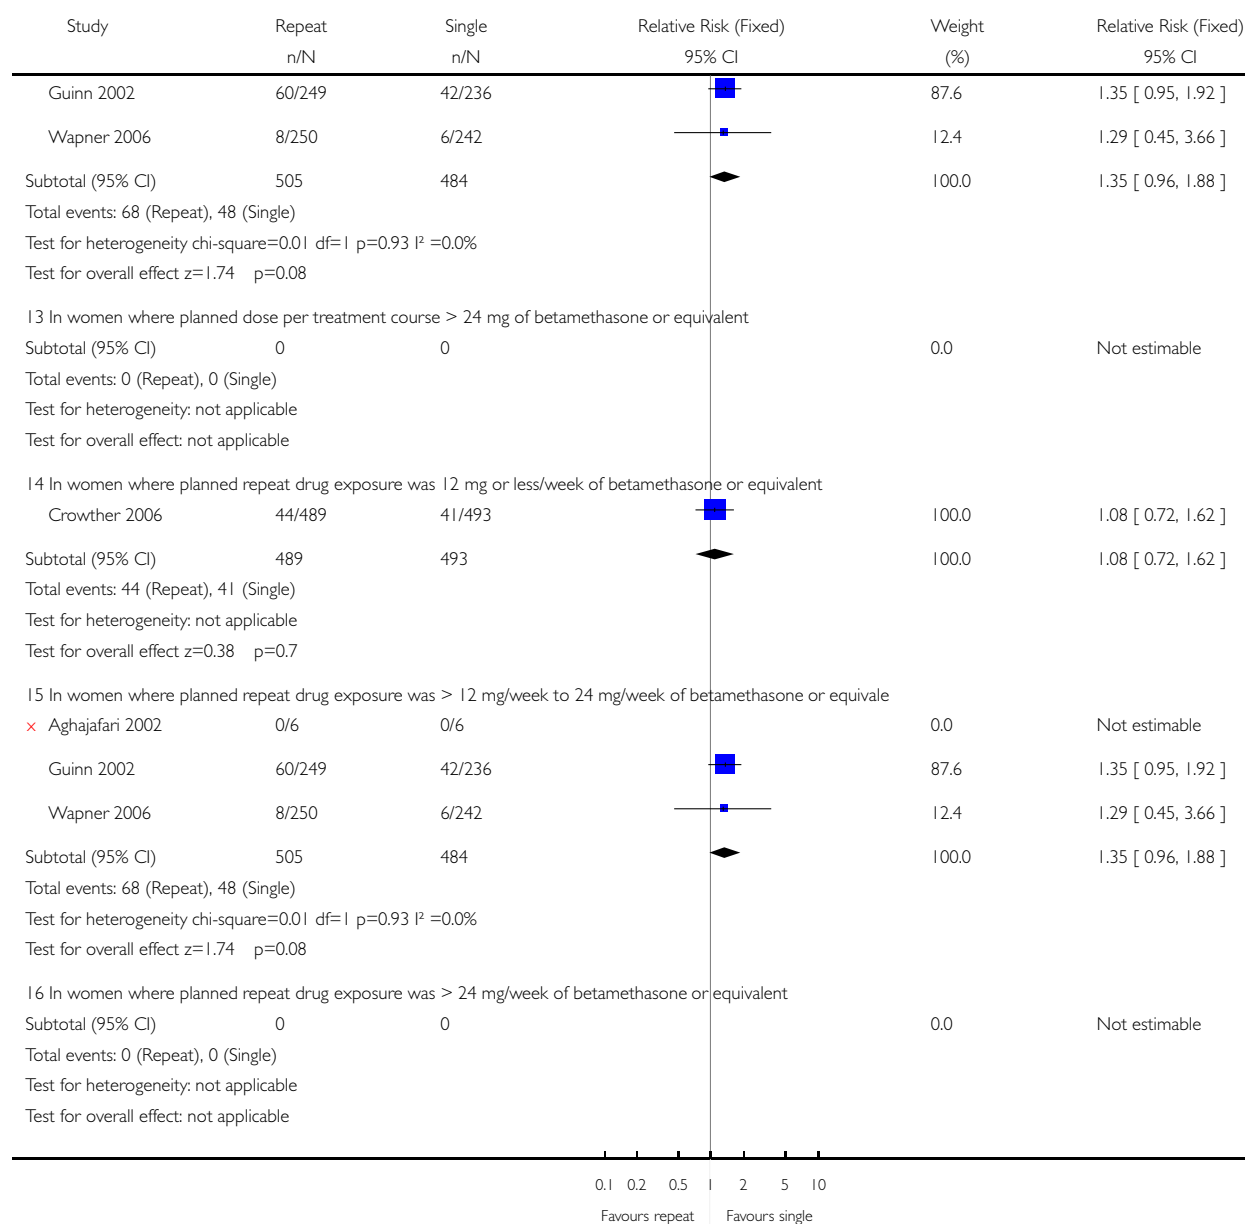 Study Repeat Single Relative Risk (Fixed) Weight Relative Risk (Fixed)
n/N n/N 95% CI (%) 95% CI
Guinn 2002 60/249 42/236 87.6 1.35 [ 0.95, 1.92 ]
Wapner 2006 8/250 6/242 12.4 1.29 [ 0.45, 3.66 ]
Subtotal (95% CI) 505 484 100.0 1.35 [ 0.96, 1.88 ]
Total events: 68 (Repeat), 48 (Single)
Test for heterogeneity chi-square=0.01 df=1 p=0.93 I² =0.0%
Test for overall effect z=1.74 p=0.08
13 In women where planned dose per treatment course > 24 mg of betamethasone or equivalent
Subtotal (95% CI) 0 0 0.0 Not estimable
Total events: 0 (Repeat), 0 (Single)
Test for heterogeneity: not applicable
Test for overall effect: not applicable
14 In women where planned repeat drug exposure was 12 mg or less/week of betamethasone or equivalent
Crowther 2006 44/489 41/493 100.0 1.08 [ 0.72, 1.62 ]
Subtotal (95% CI) 489 493 100.0 1.08 [ 0.72, 1.62 ]
Total events: 44 (Repeat), 41 (Single)
Test for heterogeneity: not applicable
Test for overall effect z=0.38 p=0.7
15 In women where planned repeat drug exposure was > 12 mg/week to 24 mg/week of betamethasone or equivale
x Aghajafari 2002 0/6 0/6 0.0 Not estimable
Guinn 2002 60/249 42/236 87.6 1.35 [ 0.95, 1.92 ]
Wapner 2006 8/250 6/242 12.4 1.29 [ 0.45, 3.66 ]
Subtotal (95% CI) 505 484 100.0 1.35 [ 0.96, 1.88 ]
Total events: 68 (Repeat), 48 (Single)
Test for heterogeneity chi-square=0.01 df=1 p=0.93 I² =0.0%
Test for overall effect z=1.74 p=0.08
16 In women where planned repeat drug exposure was > 24 mg/week of betamethasone or equivalent
Subtotal (95% CI) 0 0 0.0 Not estimable
Total events: 0 (Repeat), 0 (Single)
Test for heterogeneity: not applicable
Test for overall effect: not applicable
0.1 0.2 0.5 1 2 5 10
Favours repeat Favours single